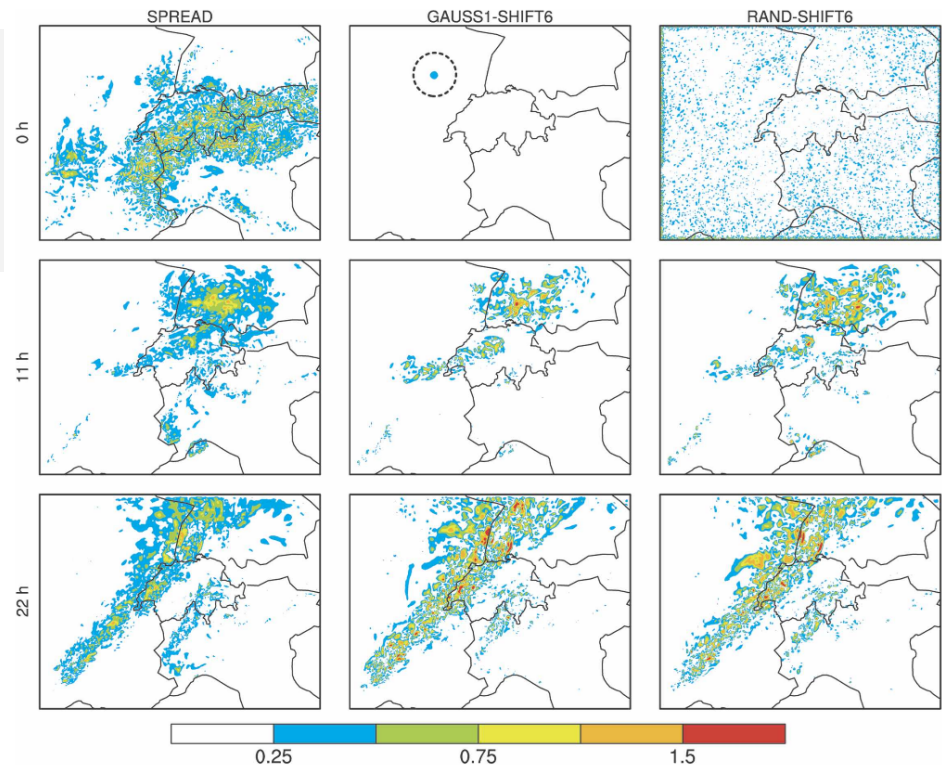 SPREAD GAUSS1-SHIFT6 RAND-SHIFT6
0 h
11 h
22 h
0.25 0.75 1.5